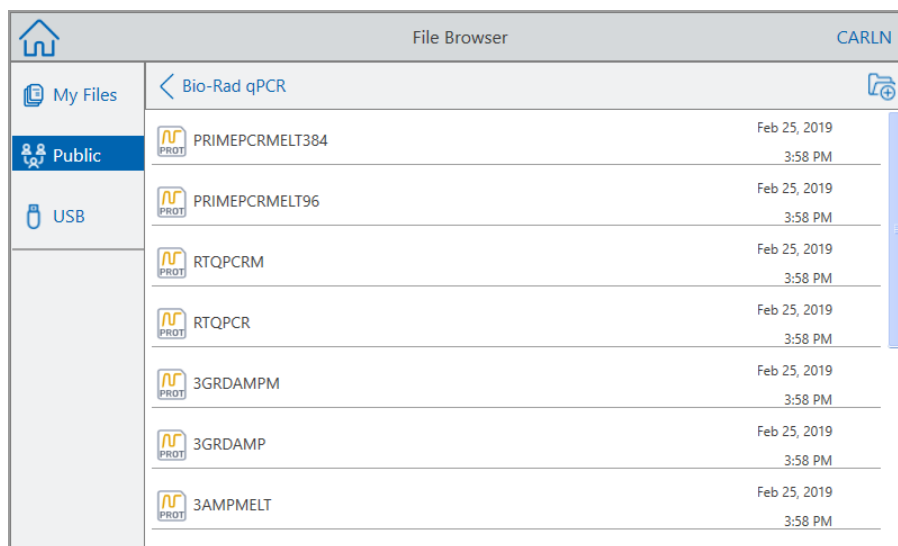 File Browser
CARLN
My Files
Public
USB
Bio-Rad qPCR
PROT
PRIMEPCRMELT384
Feb 25, 2019
3:58 PM
PROT
PRIMEPCRMELT96
Feb 25, 2019
3:58 PM
PROT
RTQPCRM
Feb 25, 2019
3:58 PM
PROT
RTQPCR
Feb 25, 2019
3:58 PM
PROT
3GRDAMPM
Feb 25, 2019
3:58 PM
PROT
3GRDAMP
Feb 25, 2019
3:58 PM
PROT
3AMPMELT
Feb 25, 2019
3:58 PM